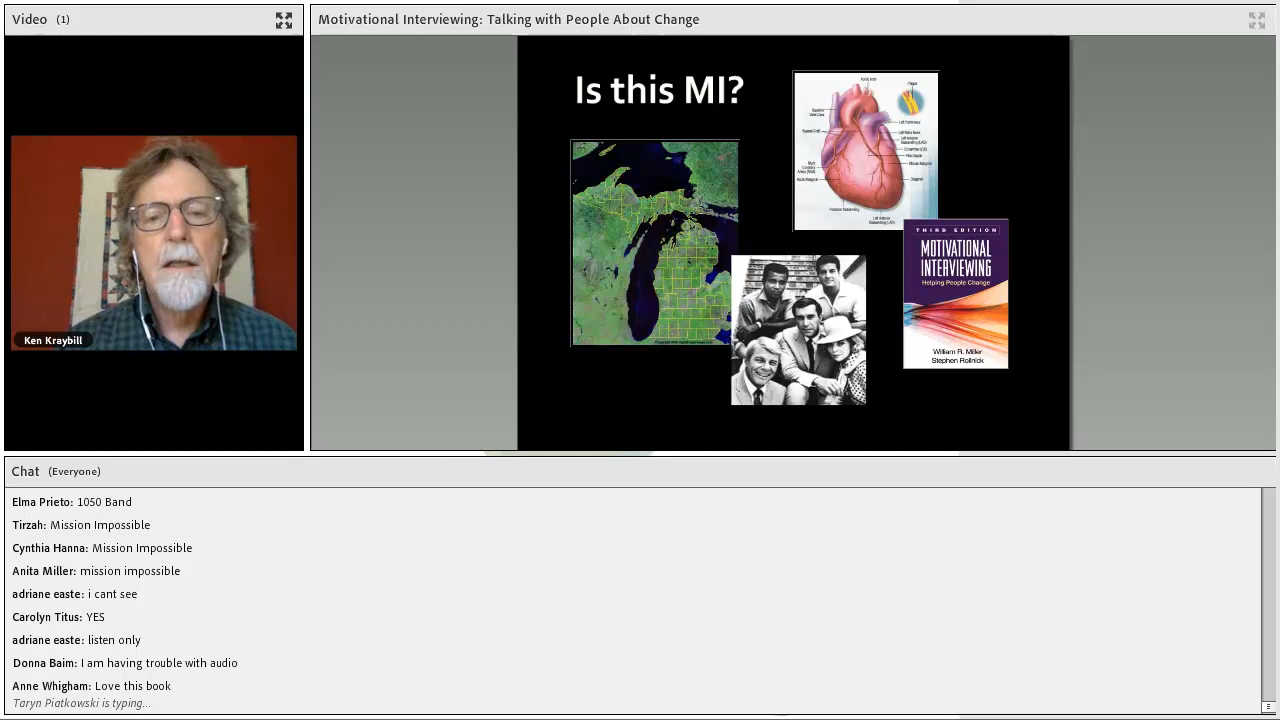 Video (1)
Motivational Interviewing: Talking with People About Change
Ken Kraybill
Is this MI?
THIRD EDITION
MOTIVATIONAL
INTERVIEWING
Helping People Change
William R. Miller
Stephen Rollnick
Chat (Everyone)
Elma Prieto: 1050 Band
Tirzah: Mission Impossible
Cynthia Hanna: Mission Impossible
Anita Miller: mission impossible
adriane easte: i cant see
Carolyn Titus: YES
adriane easte: listen only
Donna Baim: I am having trouble with audio
Anne Whigham: Love this book
Taryn Piatkowski is typing...